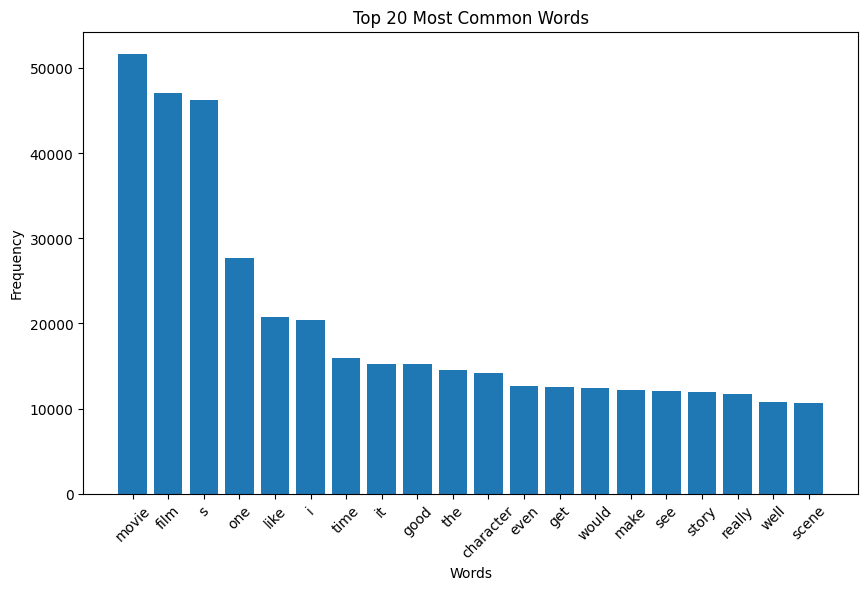 Top 20 Most Common Words
Frequency
50000
40000
30000
20000
10000
0
movie
film
s
one
like
i
time
it
good
the
character
even
get
would
make
see
story
really
well
scene
Words